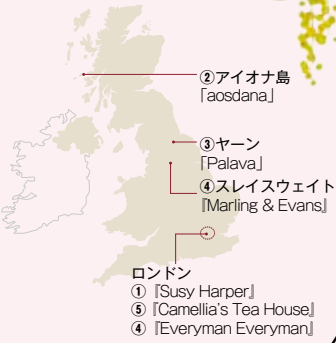 ②アイオナ島
「aosdana」
③ヤーン
「Palava」
④スレイスウェイト
『Marling & Evans』
ロンドン
① 『Susy Harper』
⑤ 『Camellia's Tea House』
④ 『Everyman Everyman』